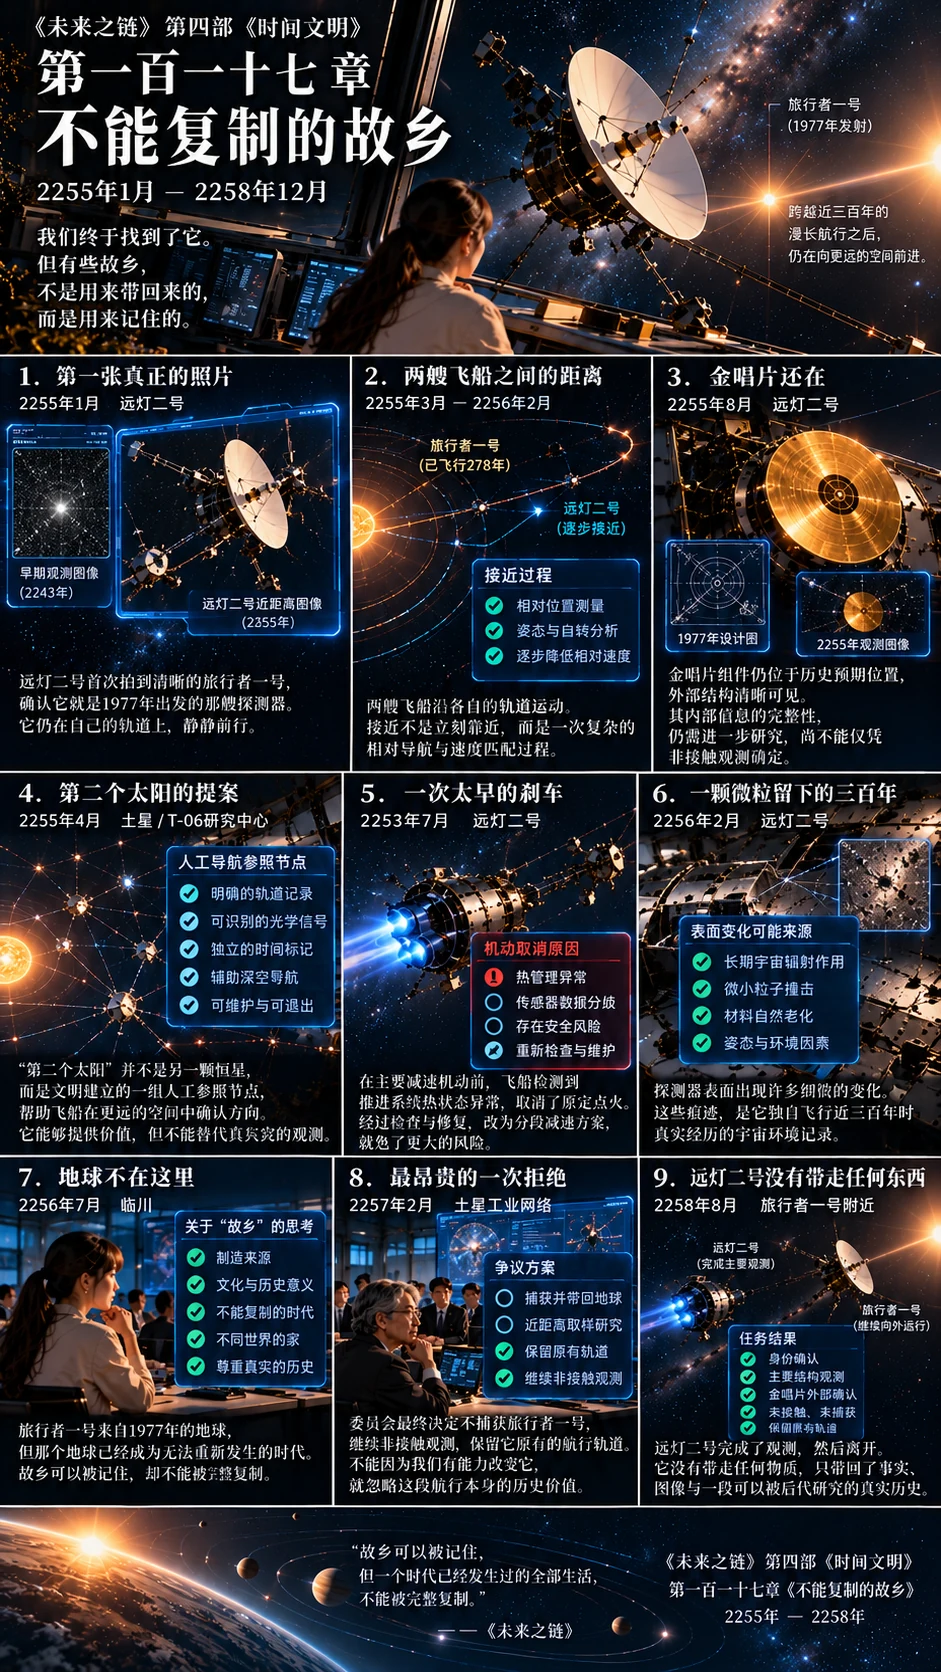 《未来之链》第四部《时间文明》
第一百一十七章
不能复制的故乡
2255年1月 — 2258年12月
我们终于找到了它。
但有些故乡，
不是用来带回来的，
而是用来记住的。
旅行者一号
(1977年发射)
跨越近三百年的
漫长航行之后，
仍在向更远的空间前进。
1. 第一张真正的照片
2255年1月 远灯二号
早期观测图像
(2243年)
远灯二号近距离图像
(2255年)
远灯二号首次拍到清晰的旅行者一号，
确认它就是1977年出发的那艘探测器。
它仍在自己的轨道上，静静前行。
2. 两艘飞船之间的距离
2255年3月 — 2256年2月
旅行者一号
(已飞行278年)
远灯二号
(逐步接近)
接近过程
相对位置测量
姿态与自转分析
逐步降低相对速度
两艘飞船沿各自的轨道运动。
接近不是立刻靠近，而是一次复杂的
相对导航与速度匹配过程。
3. 金唱片还在
2255年8月 远灯二号
1977年设计图
2255年观测图像
金唱片组件仍位于历史预期位置，
外部结构清晰可见。
其内部信息的完整性，
仍需进一步研究，尚不能仅凭
非接触观测确定。
4. 第二个太阳的提案
2255年4月 土星 / T-06研究中心
人工导航参照节点
明确的轨道记录
可识别的光学信号
独立的时间标记
辅助深空导航
可维护与可退出
“第二个太阳”并不是另一颗恒星，
而是文明建立的一组人工参照节点，
帮助飞船在更远的空间中确认方向。
它能够提供价值，但不能替代真实的观测。
5. 一次太早的刹车
2253年7月 远灯二号
机动取消原因
热管理异常
传感器数据分歧
存在安全风险
重新检查与维护
在主要减速机动前，飞船检测到
推进系统热状态异常，取消了原定点火。
经过检查与修复，改为分段减速方案，
就免了更大的风险。
6. 一颗微粒留下的三百年
2256年2月 远灯二号
表面变化可能来源
长期宇宙辐射作用
微小粒子撞击
材料自然老化
姿态与环境因素
探测器表面出现许多细微的变化。
这些痕迹，是它独自飞行近三百年时
真实经历的宇宙环境记录。
7. 地球不在这里
2256年7月 临川
关于“故乡”的思考
制造来源
文化与历史意义
不能复制的时代
不同世界的家
尊重真实的历史
旅行者一号来自1977年的地球，
但那个地球已经成为无法重新发生的时代。
故乡可以被记住，却不能被完整复制。
8. 最昂贵的一次拒绝
2257年2月 土星工业网络
争议方案
捕获并带回地球
近距离取样研究
保留原有轨道
继续非接触观测
委员会最终决定不捕获旅行者一号，
继续非接触观测，保留它原有的航行轨道。
不能因为我们有能力改变它，
就忽略这段航行本身的历史价值。
9. 远灯二号没有带走任何东西
2258年8月 旅行者一号附近
远灯二号
(完成主要观测)
旅行者一号
(继续向外运行)
任务结果
身份确认
主要结构观测
金唱片外部确认
未接触、未捕获
保留原有轨道
远灯二号完成了观测，然后离开。
它没有带走任何物质，只带回了事实、
图像与一段可以被后代研究的真实历史。
“故乡可以被记住，
但一个时代已经发生过的全部生活，
不能被完整复制。”
——《未来之链》
《未来之链》第四部《时间文明》
第一百一十七章《不能复制的故乡》
2255年 — 2258年